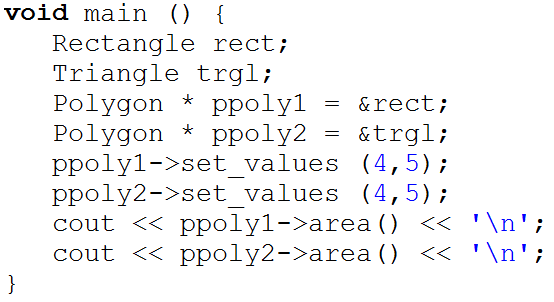 void main () {
Rectangle rect;
Triangle trgl;
Polygon * ppoly1 = &rect;
Polygon * ppoly2 = &trgl;
ppoly1->set_values (4,5);
ppoly2->set_values (4,5);
cout << ppoly1->area() << '\n';
cout << ppoly2->area() << '\n';
}